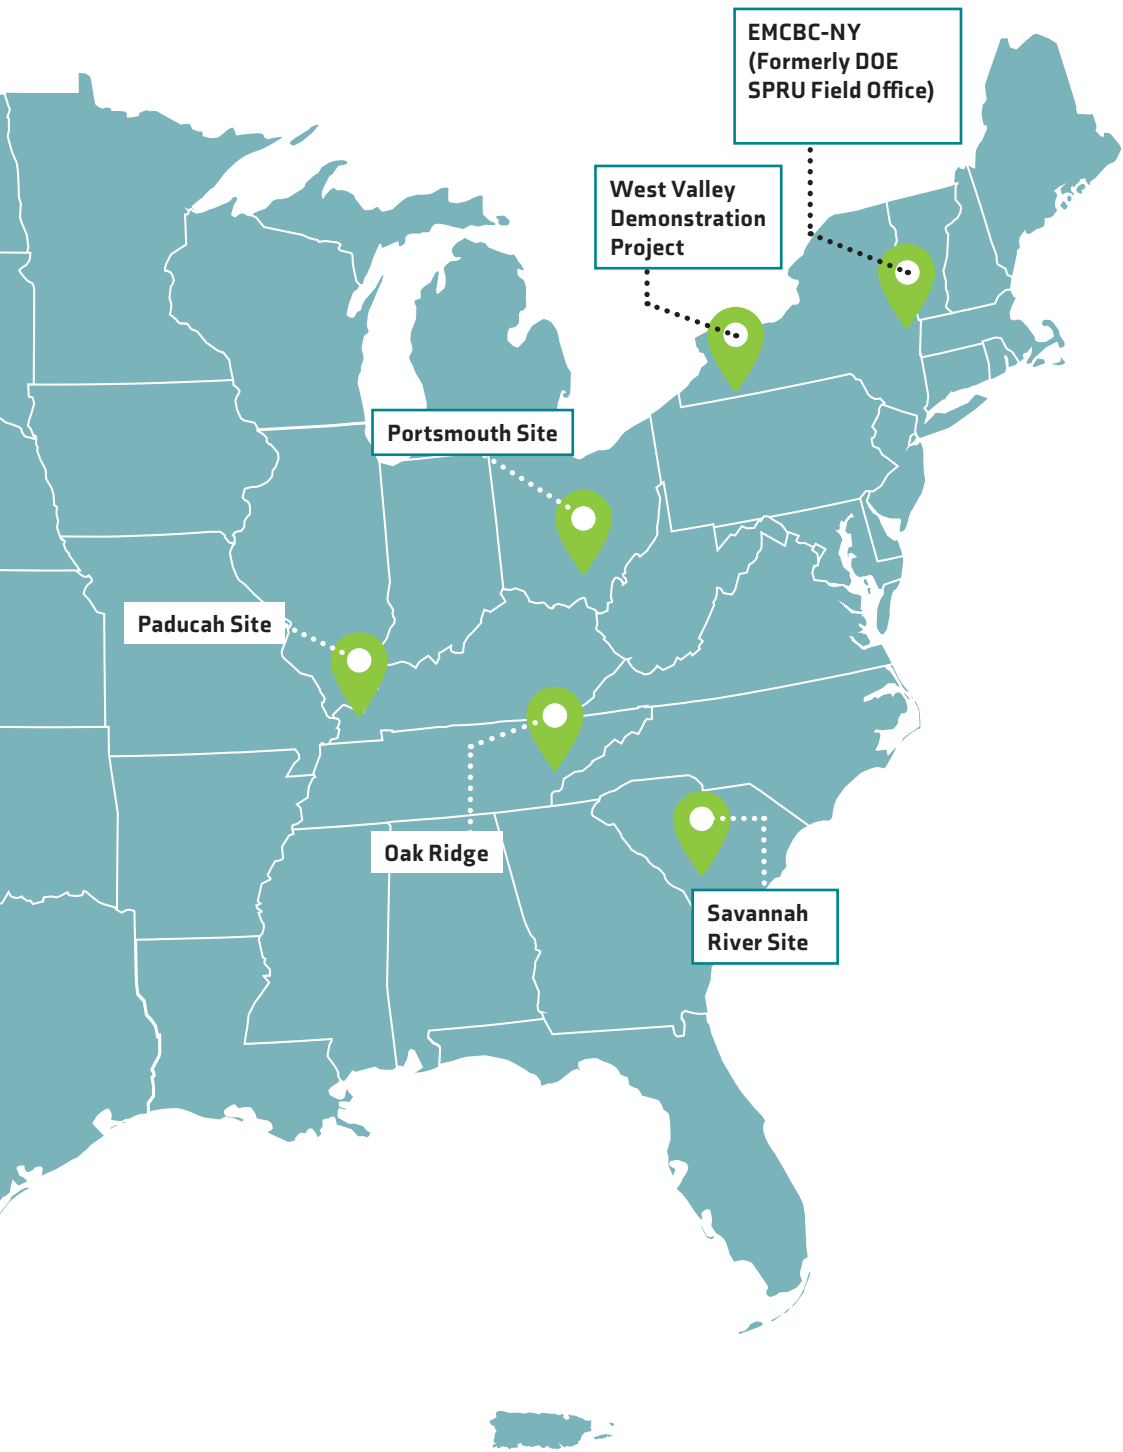 EMCBC-NY
(Formerly DOE
SPRU Field Office)
West Valley
Demonstration
Project
Portsmouth Site
Paducah Site
Oak Ridge
Savannah
River Site